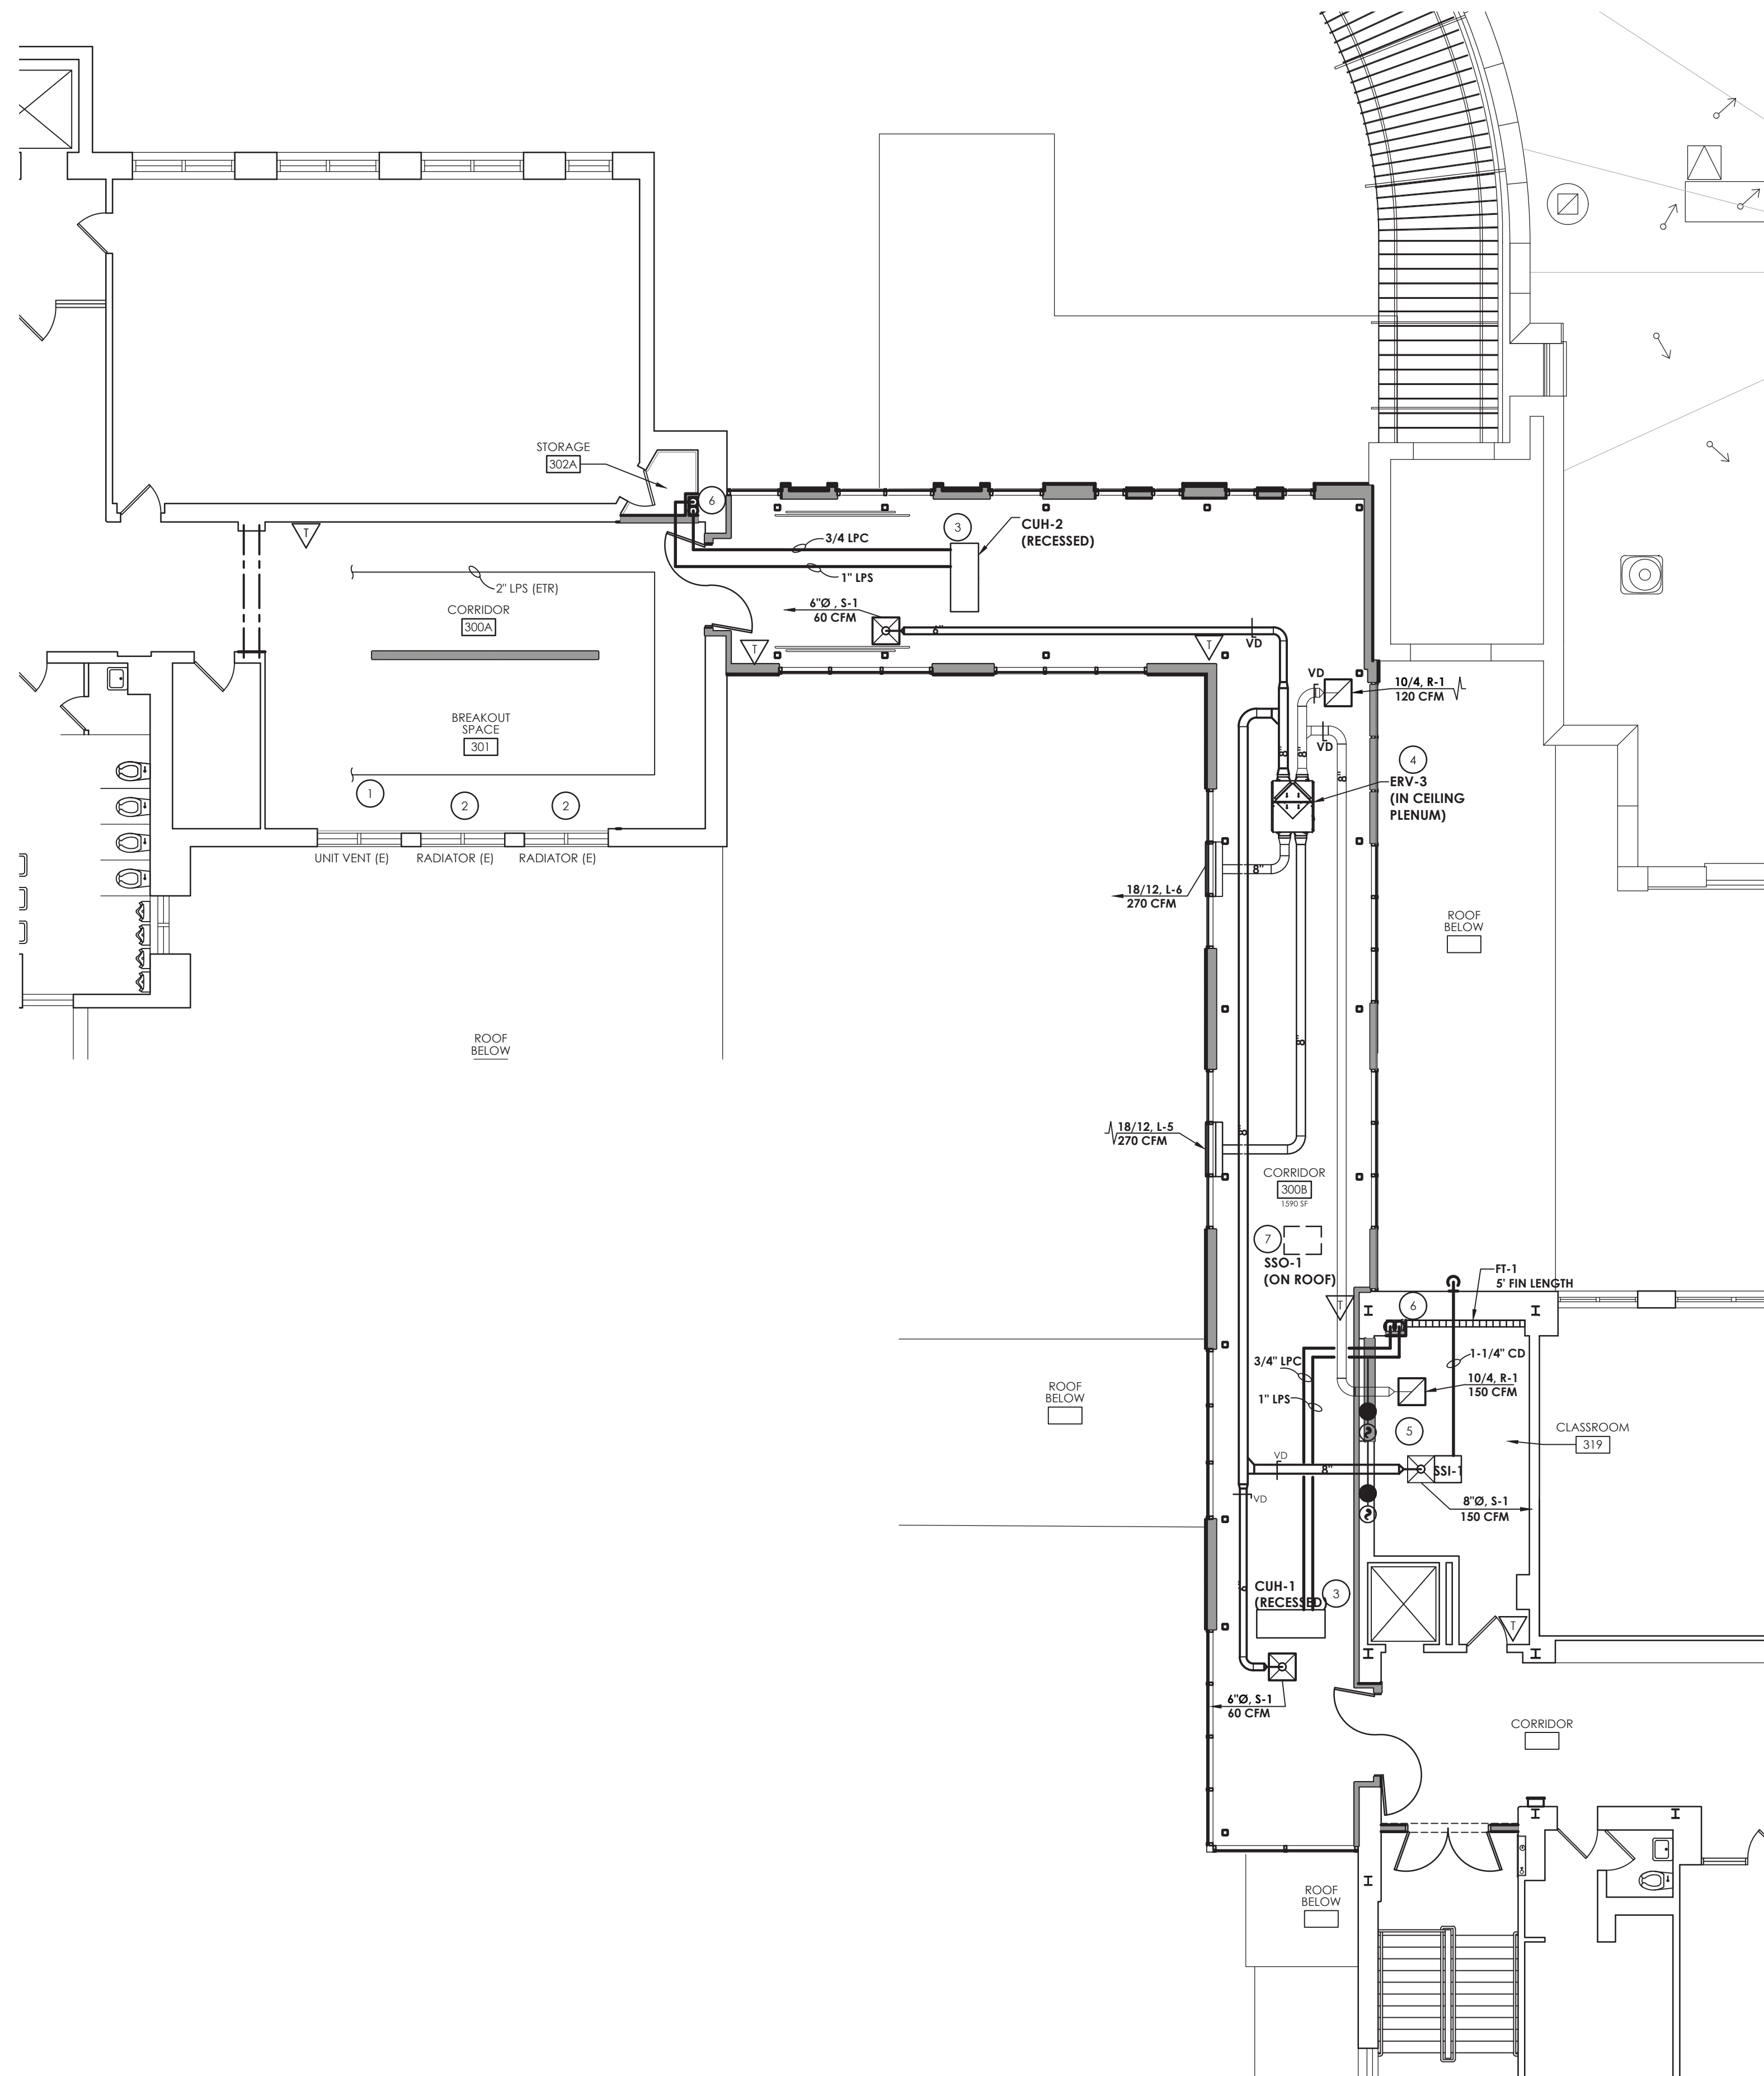 STORAGE
302A
6
T
3
CUH-2
(RECESSED)
3/4 LPC
1" LPS
2" LPS (ETR)
CORRIDOR
300A
6"Ø , S-1
60 CFM
6"
VD
T
T
VD
10/4, R-1
120 CFM
VD
BREAKOUT
SPACE
301
8"
8"
8"
4
ERV-3
(IN CEILING
PLENUM)
1
2
2
UNIT VENT (E)
RADIATOR (E)
RADIATOR (E)
8"
18/12, L-6
270 CFM
ROOF
BELOW
ROOF
BELOW
8"
18/12, L-5
270 CFM
8"
CORRIDOR
300B
1590 SF
7
SSO-1
(ON ROOF)
FT-1
5' FIN LENGTH
T
6
3/4" LPC
1-1/4" CD
1" LPS
10/4, R-1
150 CFM
ROOF
BELOW
5
CLASSROOM
319
VD
8"
SSI-1
VD
8"Ø, S-1
150 CFM
CUH-1
(RECESSED)
3
T
6"Ø, S-1
60 CFM
CORRIDOR
ROOF
BELOW